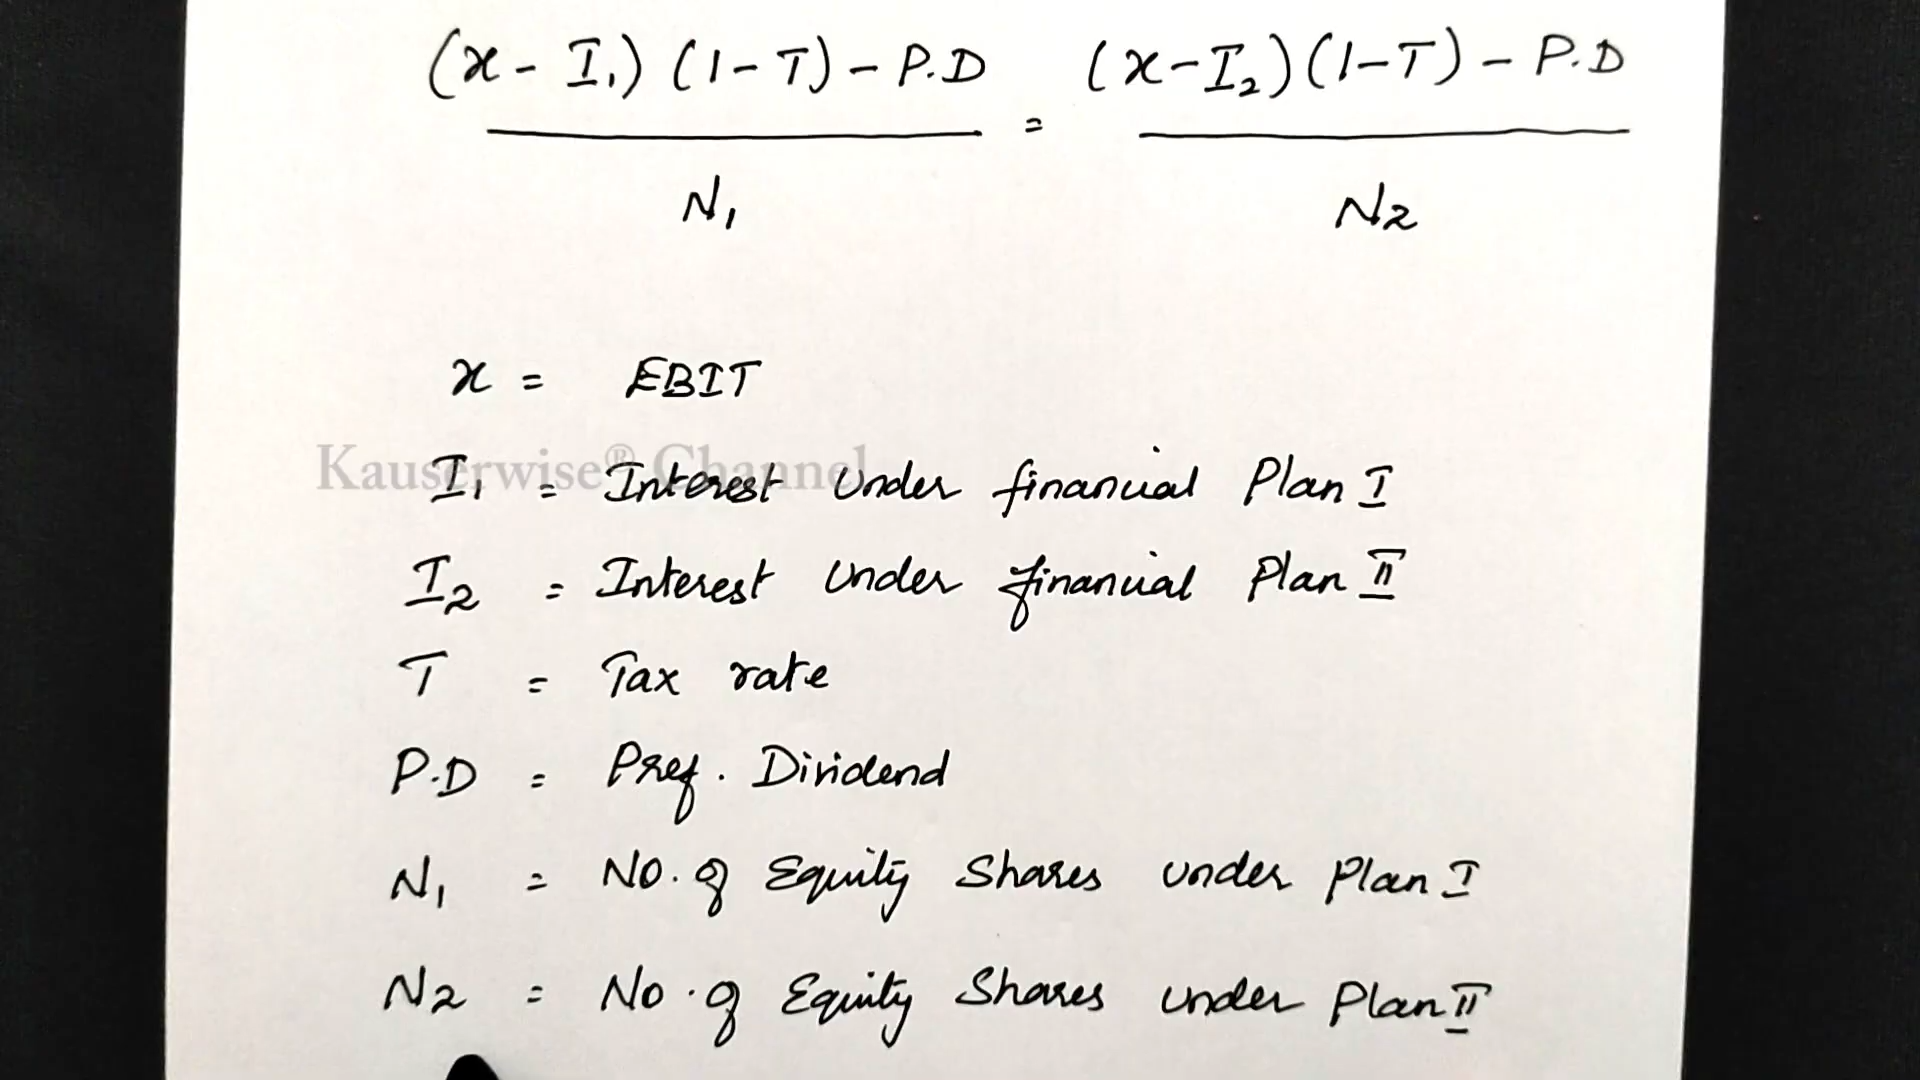 (x - I₁) (1 - T) - P.D = (x - I₂) (1 - T) - P.D
N₁ N₂
x = EBIT
Kauserwise® Channel
I₁ = Interest Under financial Plan I
I₂ = Interest Under financial Plan II
T = Tax rate
P.D = Pref. Dividend
N₁ = No. of Equity Shares under Plan I
N₂ = No. of Equity Shares under Plan II